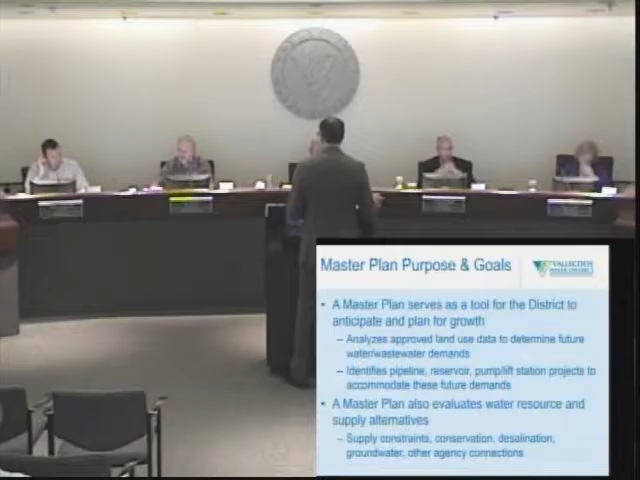 Master Plan Purpose & Goals
VALLECITOS
WATER DISTRICT
• A Master Plan serves as a tool for the District to
anticipate and plan for growth
– Analyzes approved land use data to determine future
water/wastewater demands
– Identifies pipeline, reservoir, pump/lift station projects to
accommodate these future demands
• A Master Plan also evaluates water resource and
supply alternatives
– Supply constraints, conservation, desalination,
groundwater, other agency connections